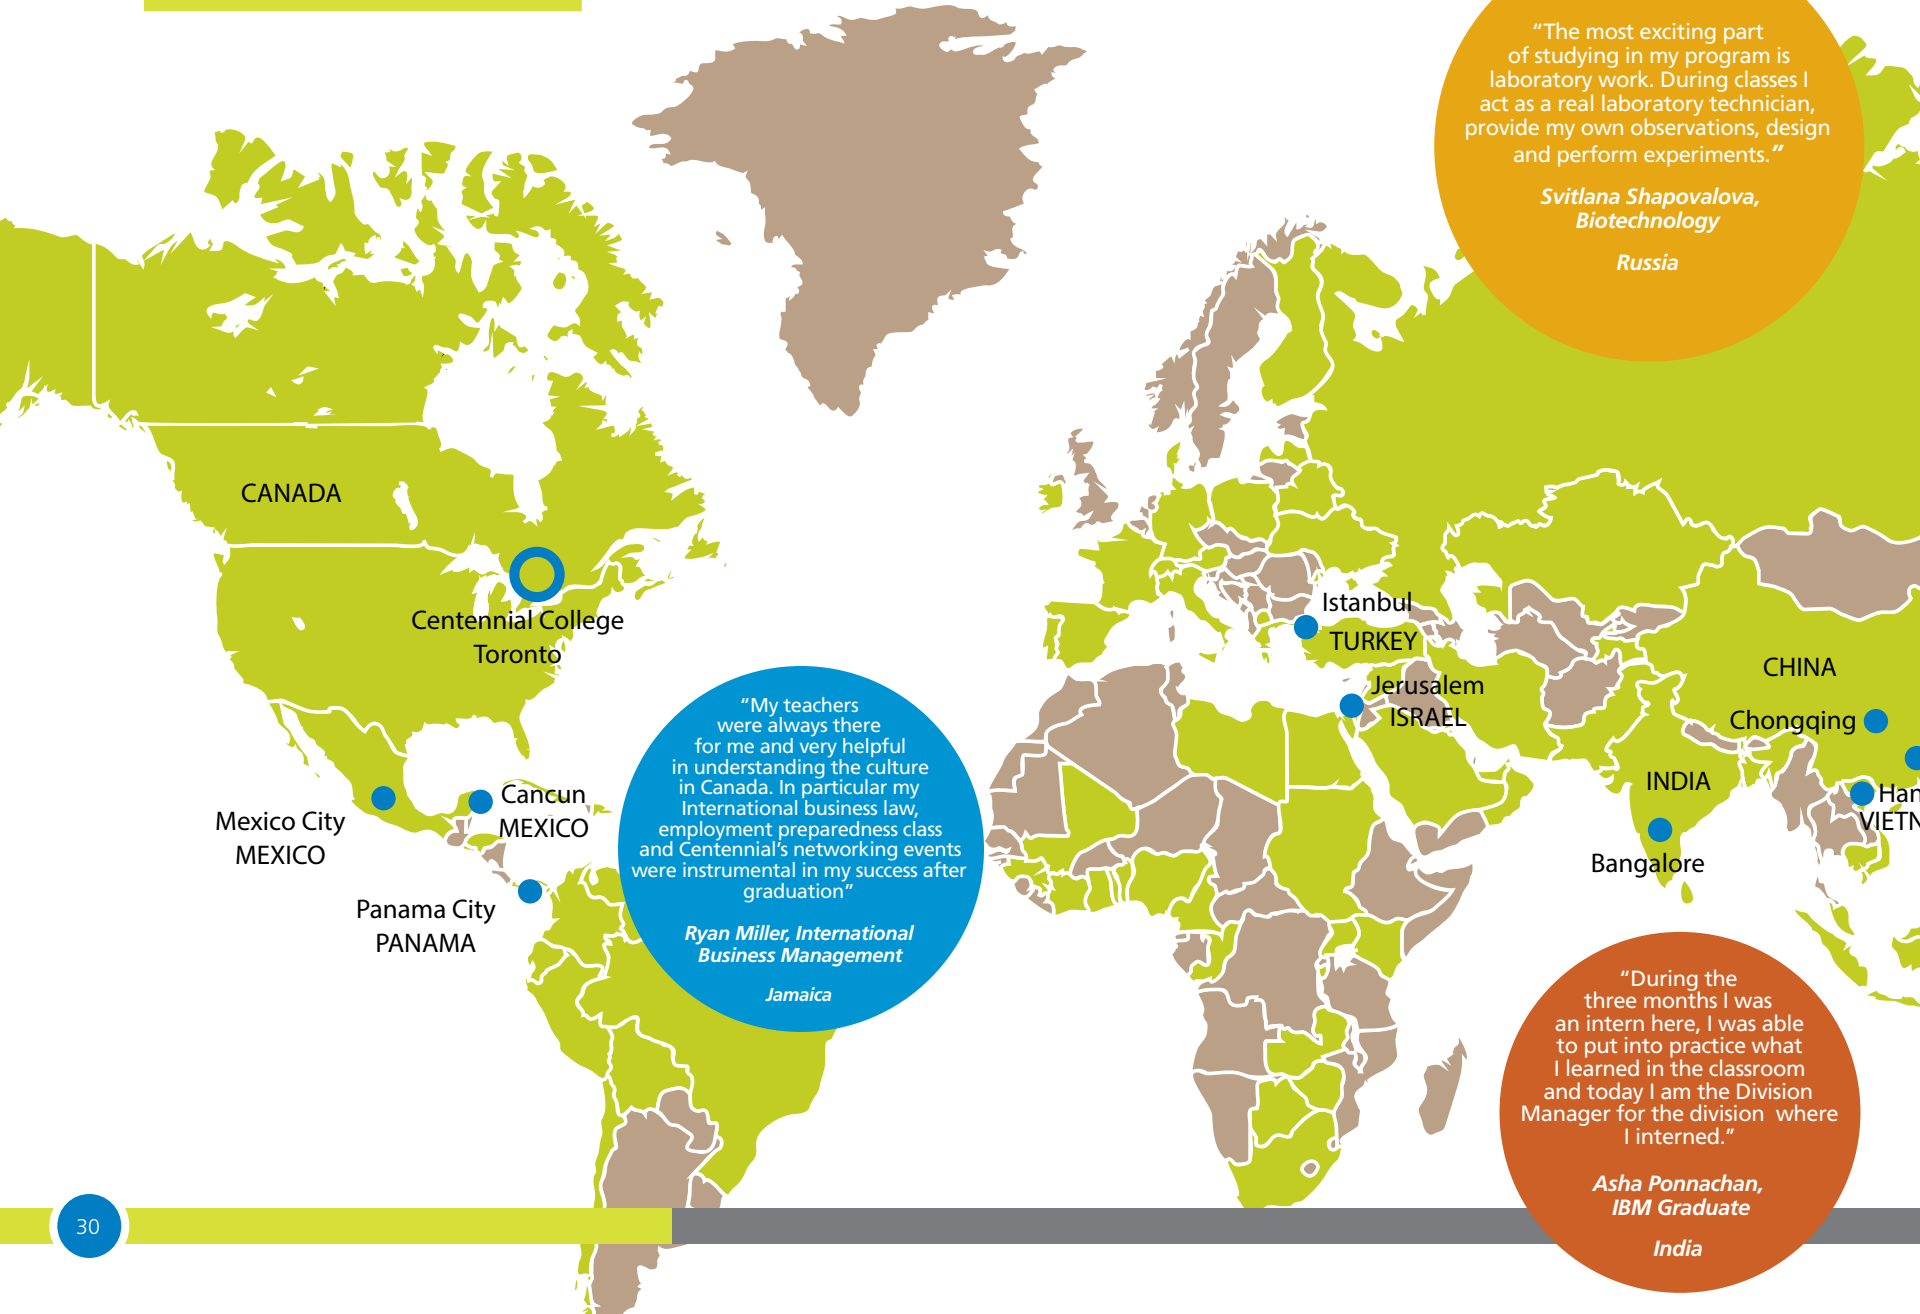 “The most exciting part
of studying in my program is
laboratory work. During classes I
act as a real laboratory technician,
provide my own observations, design
and perform experiments.”
Svitlana Shapovalova,
Biotechnology
Russia
CANADA
Centennial College
Toronto
Istanbul
TURKEY
Jerusalem
ISRAEL
CHINA
Chongqing
INDIA
Bangalore
Han
VIETN
Cancun
MEXICO
Mexico City
MEXICO
Panama City
PANAMA
“My teachers
were always there
for me and very helpful
in understanding the culture
in Canada. In particular my
International business law,
employment preparedness class
and Centennial’s networking events
were instrumental in my success after
graduation”
Ryan Miller, International
Business Management
Jamaica
“During the
three months I was
an intern here, I was able
to put into practice what
I learned in the classroom
and today I am the Division
Manager for the division where
I interned.”
Asha Ponnachan,
IBM Graduate
India
30